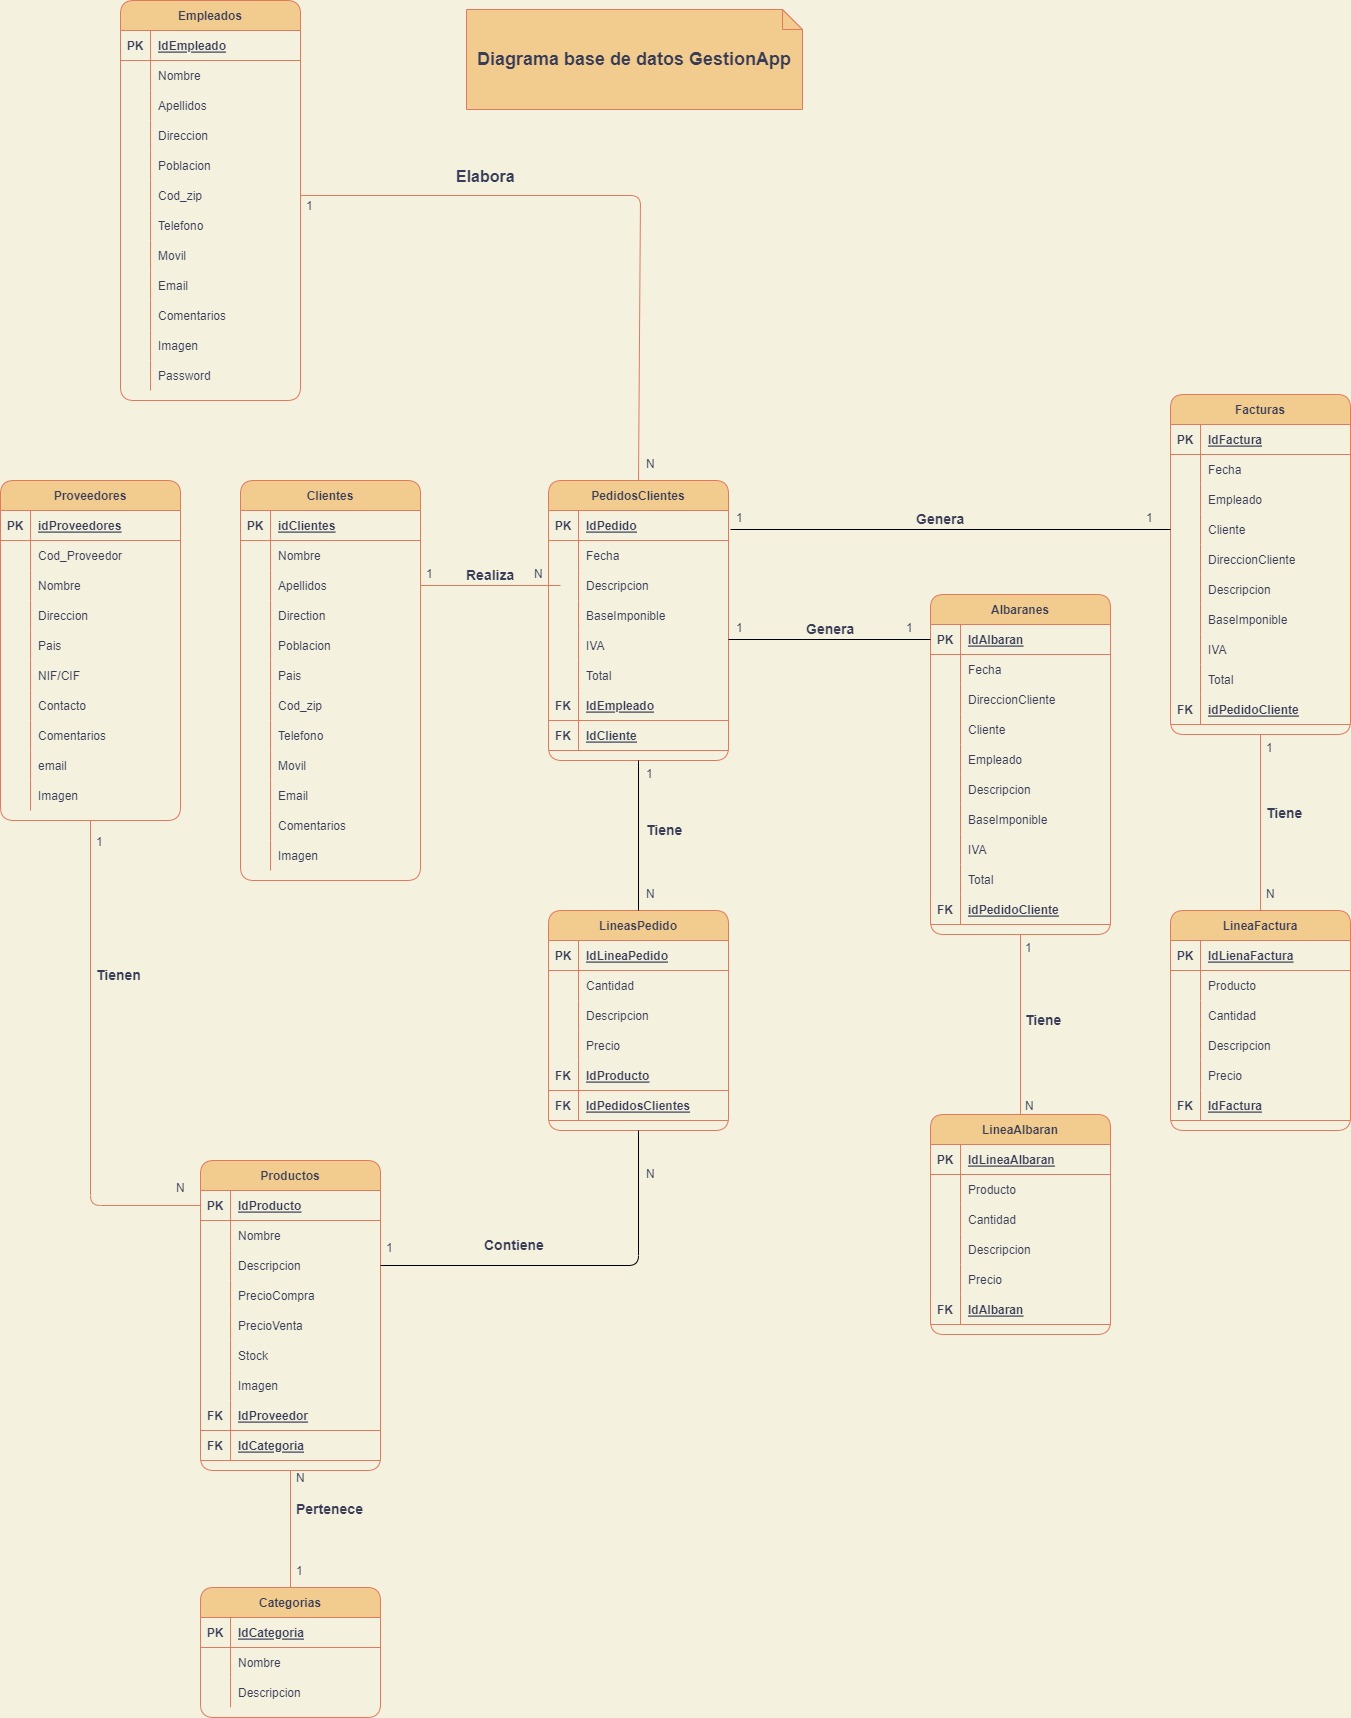 Empleados
PK IdEmpleado
Nombre
Apellidos
Direccion
Poblacion
Cod_zip
Telefono
Movil
Email
Comentarios
Imagen
Password
Diagrama base de datos GestionApp
Elabora
1
N
Proveedores
PK idProveedores
Cod_Proveedor
Nombre
Direccion
Pais
NIF/CIF
Contacto
Comentarios
email
Imagen
Clientes
PK idClientes
Nombre
Apellidos
Direction
Poblacion
Pais
Cod_zip
Telefono
Movil
Email
Comentarios
Imagen
1 Realiza N
PedidosClientes
PK IdPedido
Fecha
Descripcion
BaseImponible
IVA
Total
FK IdEmpleado
FK IdCliente
1 Genera 1
1 Genera 1
Facturas
PK IdFactura
Fecha
Empleado
Cliente
DireccionCliente
Descripcion
BaseImponible
IVA
Total
FK idPedidoCliente
Albaranes
PK IdAlbaran
Fecha
DireccionCliente
Cliente
Empleado
Descripcion
BaseImponible
IVA
Total
FK idPedidoCliente
1
Tiene
N
1
Tiene
N
1
Tienen
N
LineasPedido
PK IdLineaPedido
Cantidad
Descripcion
Precio
FK IdProducto
FK IdPedidosClientes
LineaFactura
PK IdLienaFactura
Producto
Cantidad
Descripcion
Precio
FK IdFactura
1
Tiene
N
LineaAlbaran
PK IdLineaAlbaran
Producto
Cantidad
Descripcion
Precio
FK IdAlbaran
N
1 Contiene
Productos
PK IdProducto
Nombre
Descripcion
PrecioCompra
PrecioVenta
Stock
Imagen
FK IdProveedor
FK IdCategoria
N
Pertenece
1
Categorias
PK IdCategoria
Nombre
Descripcion